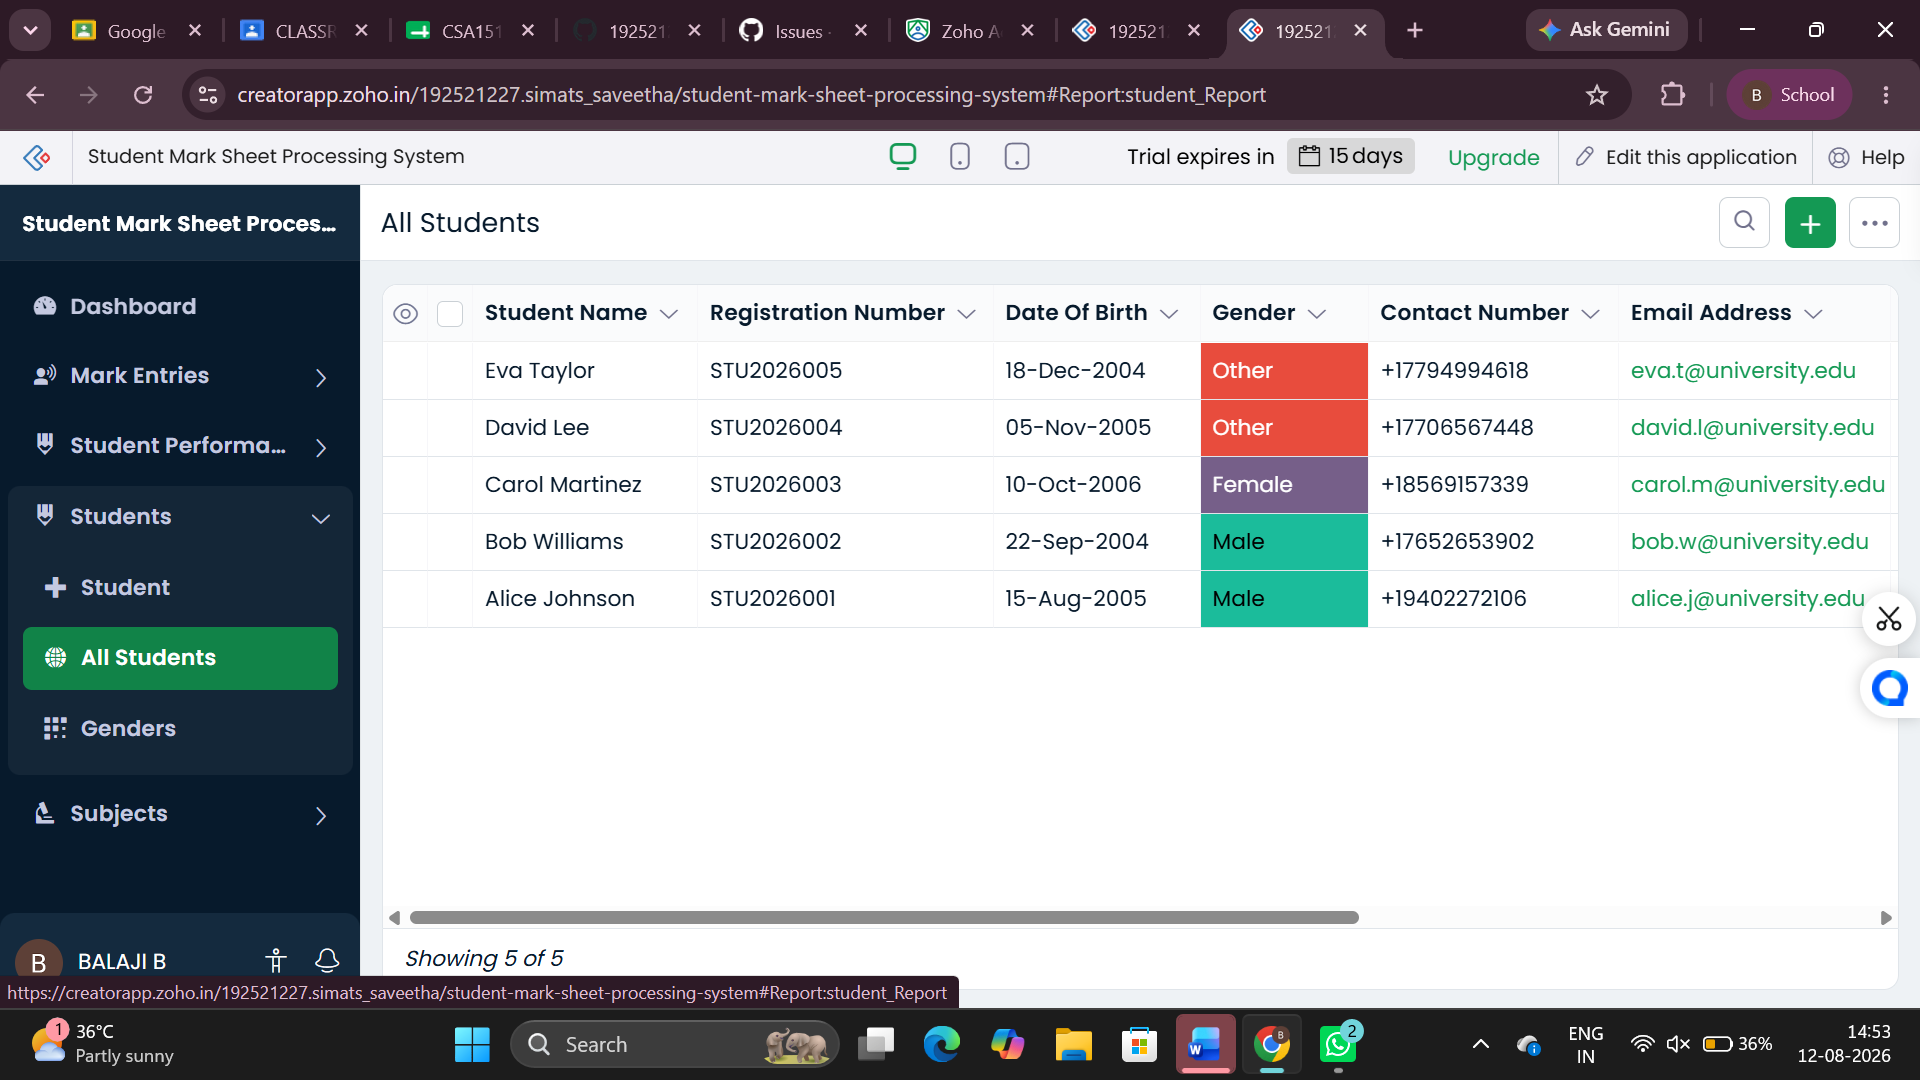 Google
CLASSR
CSA151
192521
Issues ·
Zoho A
192521
192521
Ask Gemini
creatorapp.zoho.in/192521227.simats_saveetha/student-mark-sheet-processing-system#Report:student_Report
B School
Student Mark Sheet Processing System
Trial expires in 15 days
Upgrade
Edit this application
Help
Student Mark Sheet Proces...
All Students
Dashboard
Mark Entries
Student Performa...
Students
Student
All Students
Genders
Subjects
Student Name Registration Number Date Of Birth Gender Contact Number Email Address
Eva Taylor STU2026005 18-Dec-2004 Other +17794994618 eva.t@university.edu
David Lee STU2026004 05-Nov-2005 Other +17706567448 david.l@university.edu
Carol Martinez STU2026003 10-Oct-2006 Female +18569157339 carol.m@university.edu
Bob Williams STU2026002 22-Sep-2004 Male +17652653902 bob.w@university.edu
Alice Johnson STU2026001 15-Aug-2005 Male +19402272106 alice.j@university.edu
Showing 5 of 5
B BALAJI B
https://creatorapp.zoho.in/192521227.simats_saveetha/student-mark-sheet-processing-system#Report:student_Report
1
36°C
Partly sunny
Search
W
B
2
ENG
IN
36%
14:53
12-08-2026